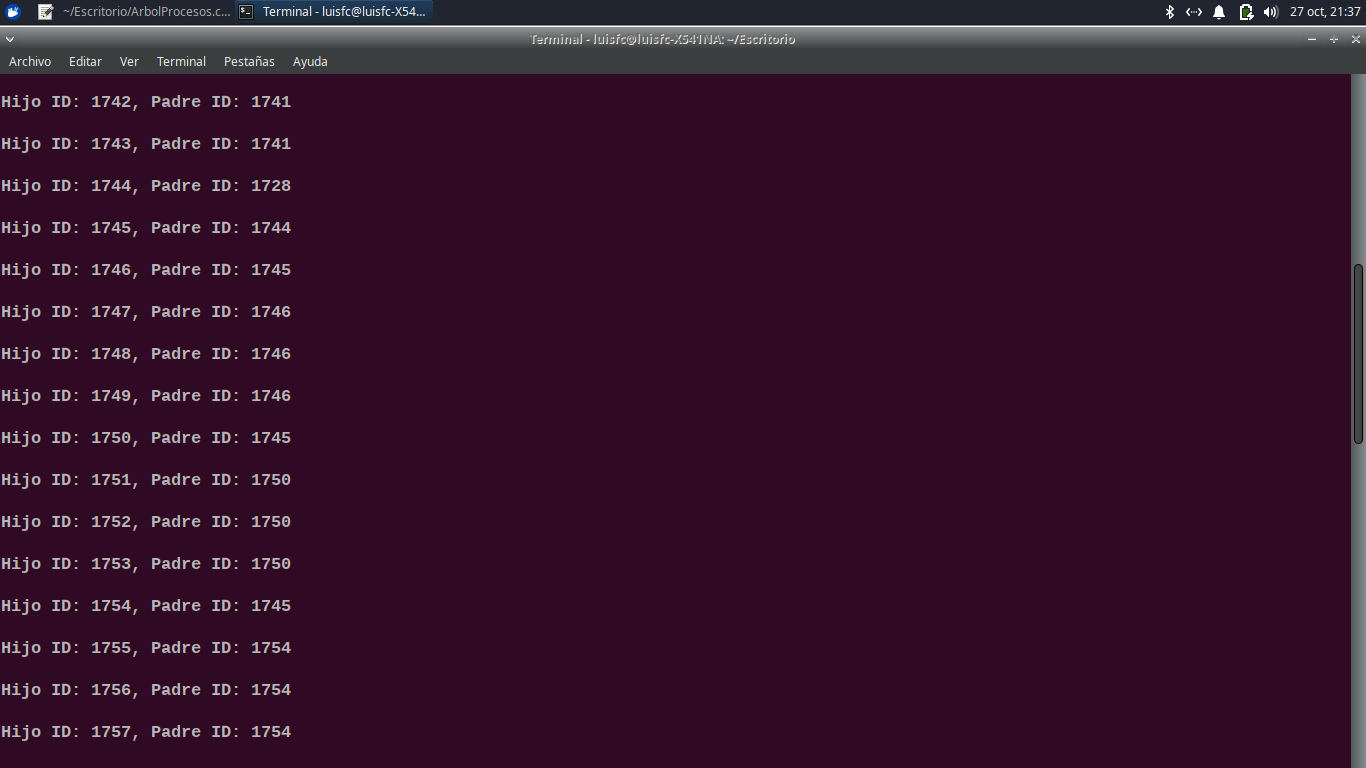 ~/Escritorio/ArbolProcesos.c... Terminal - luisfc@luisfc-X54... 27 oct, 21:37
Terminal - luisfc@luisfc-X541NA: ~/Escritorio
Archivo Editar Ver Terminal Pestañas Ayuda
Hijo ID: 1742, Padre ID: 1741
Hijo ID: 1743, Padre ID: 1741
Hijo ID: 1744, Padre ID: 1728
Hijo ID: 1745, Padre ID: 1744
Hijo ID: 1746, Padre ID: 1745
Hijo ID: 1747, Padre ID: 1746
Hijo ID: 1748, Padre ID: 1746
Hijo ID: 1749, Padre ID: 1746
Hijo ID: 1750, Padre ID: 1745
Hijo ID: 1751, Padre ID: 1750
Hijo ID: 1752, Padre ID: 1750
Hijo ID: 1753, Padre ID: 1750
Hijo ID: 1754, Padre ID: 1745
Hijo ID: 1755, Padre ID: 1754
Hijo ID: 1756, Padre ID: 1754
Hijo ID: 1757, Padre ID: 1754